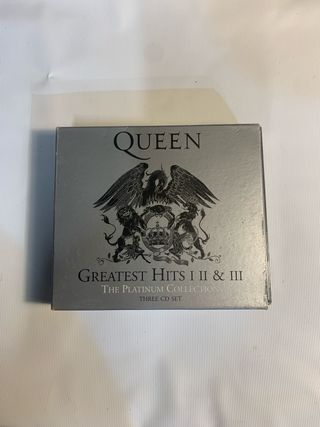 QUEEN
GREATEST HITS I II & III
THE PLATINUM COLLECTION
THREE CD SET